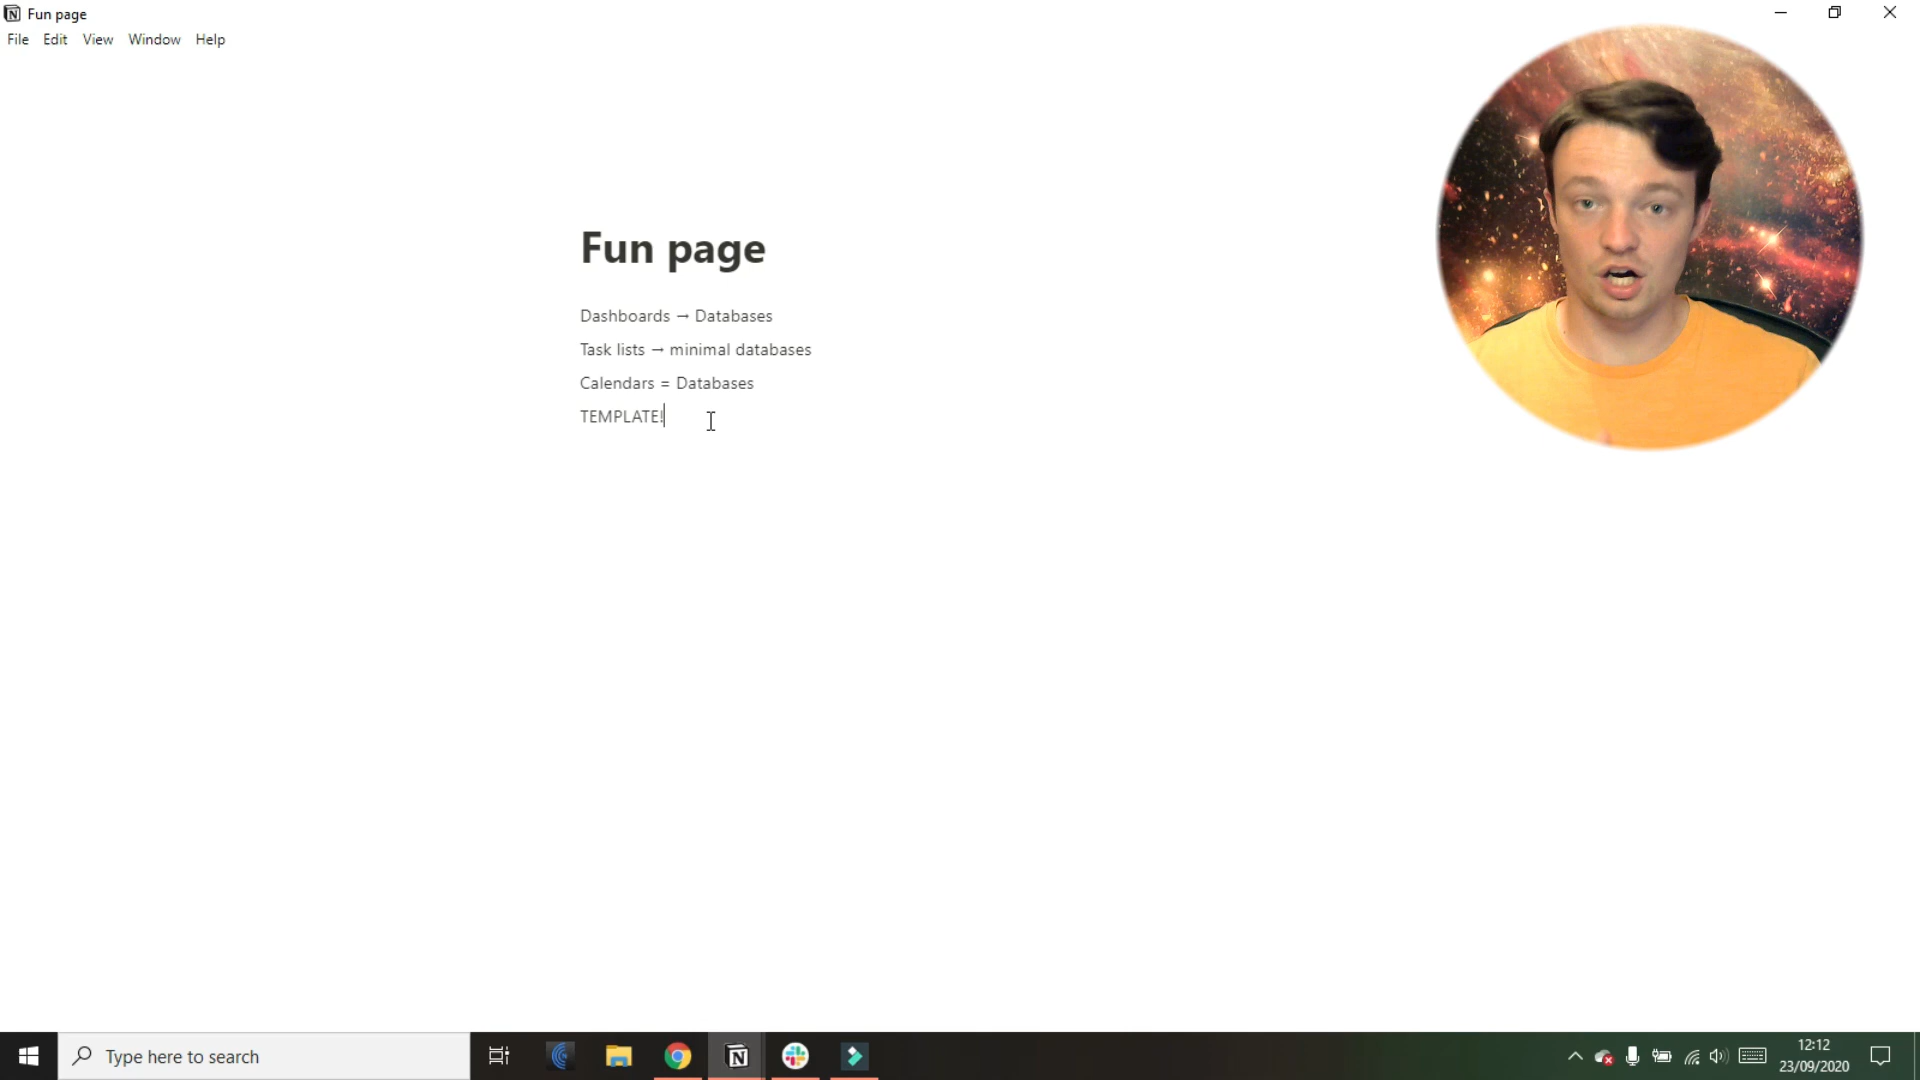 Fun page
File Edit View Window Help
Fun page
Dashboards → Databases
Task lists → minimal databases
Calendars = Databases
TEMPLATE!
Type here to search
12:12
23/09/2020